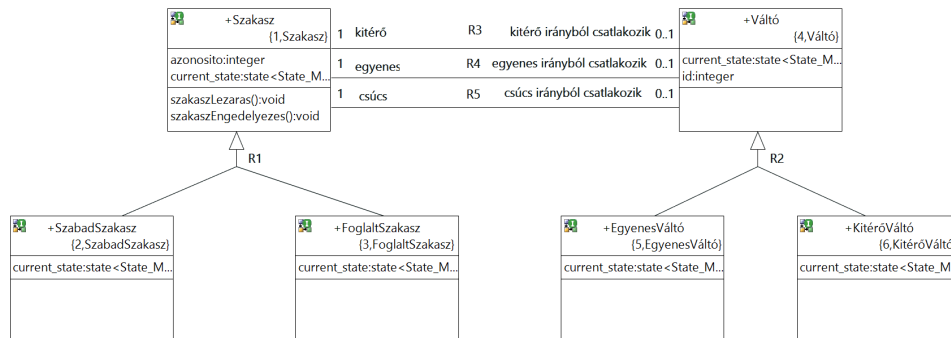 +Szakasz
{1,Szakasz}
azonosito:integer
current_state:state<State_M...
szakaszLezaras():void
szakaszEngedelyezes():void
1 kitérő R3 kitérő irányból csatlakozik 0..1
1 egyenes R4 egyenes irányból csatlakozik 0..1
1 csúcs R5 csúcs irányból csatlakozik 0..1
+Váltó
{4,Váltó}
current_state:state<State_M...
id:integer
R1
R2
+SzabadSzakasz
{2,SzabadSzakasz}
current_state:state<State_M...
+FoglaltSzakasz
{3,FoglaltSzakasz}
current_state:state<State_M...
+EgyenesVáltó
{5,EgyenesVáltó}
current_state:state<State_M...
+KitérőVáltó
{6,KitérőVáltó
current_state:state<State_M